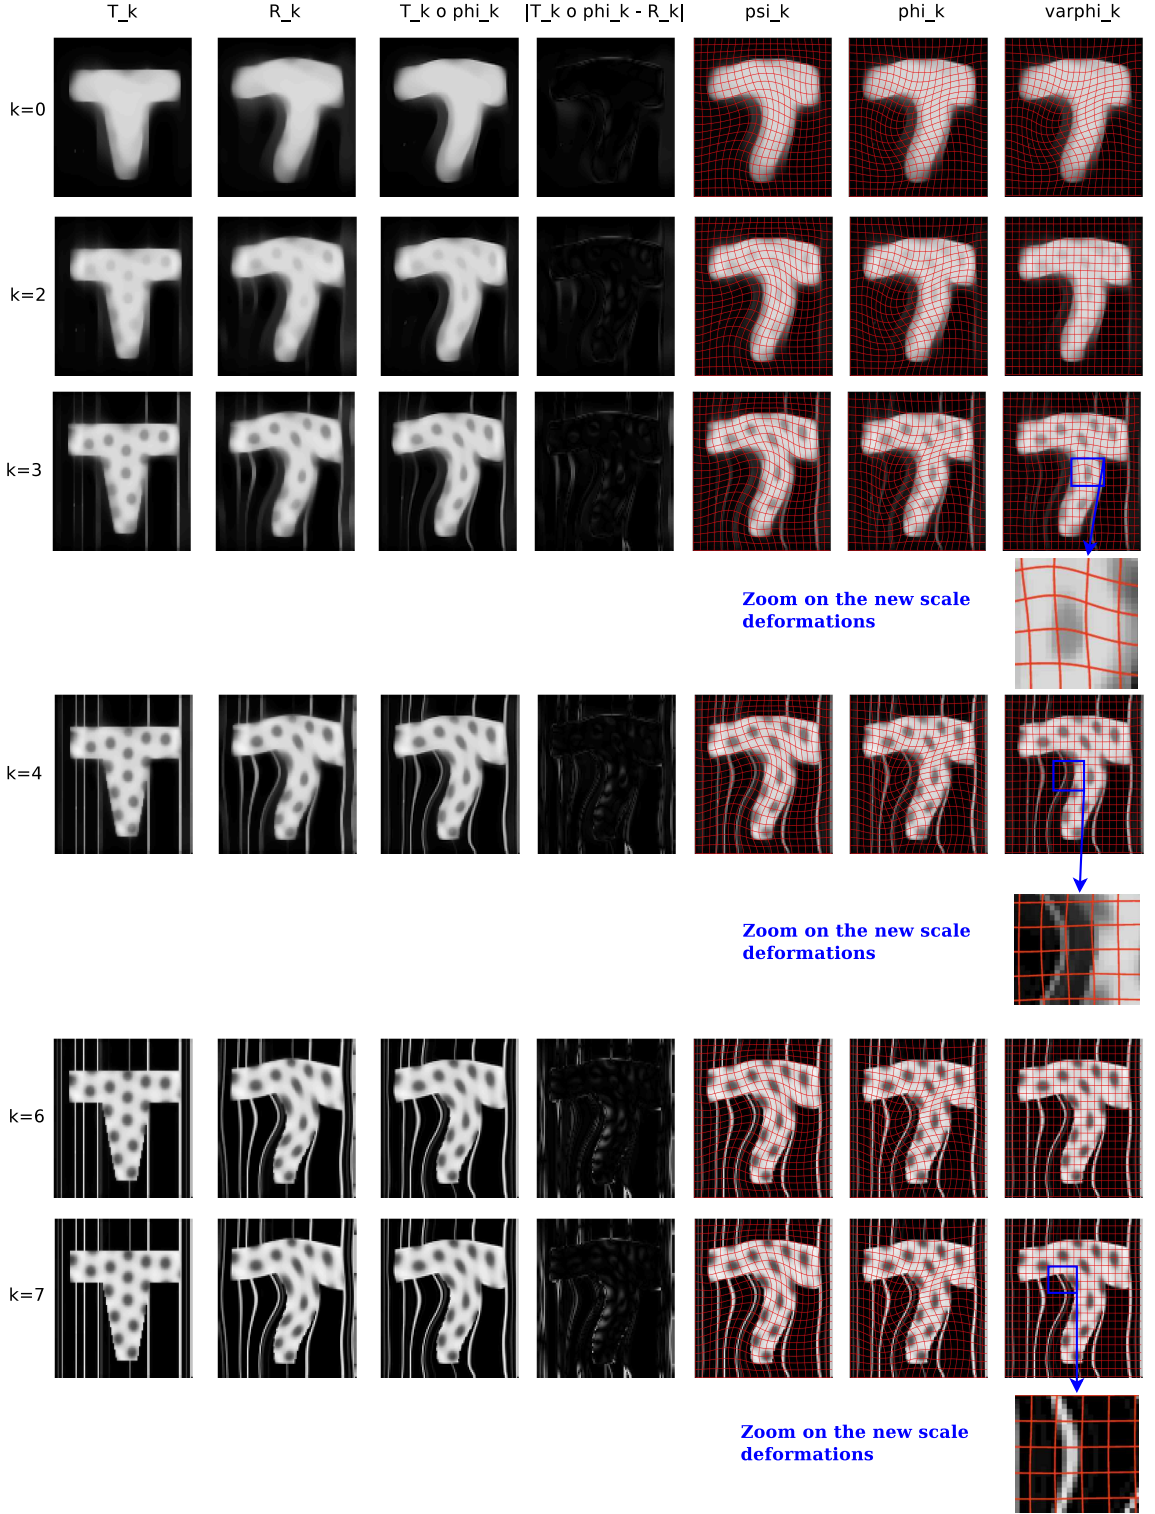 T_k R_k T_k o phi_k |T_k o phi_k - R_k| psi_k phi_k varphi_k
k=0
k=2
k=3
Zoom on the new scale
deformations
k=4
Zoom on the new scale
deformations
k=6
k=7
Zoom on the new scale
deformations